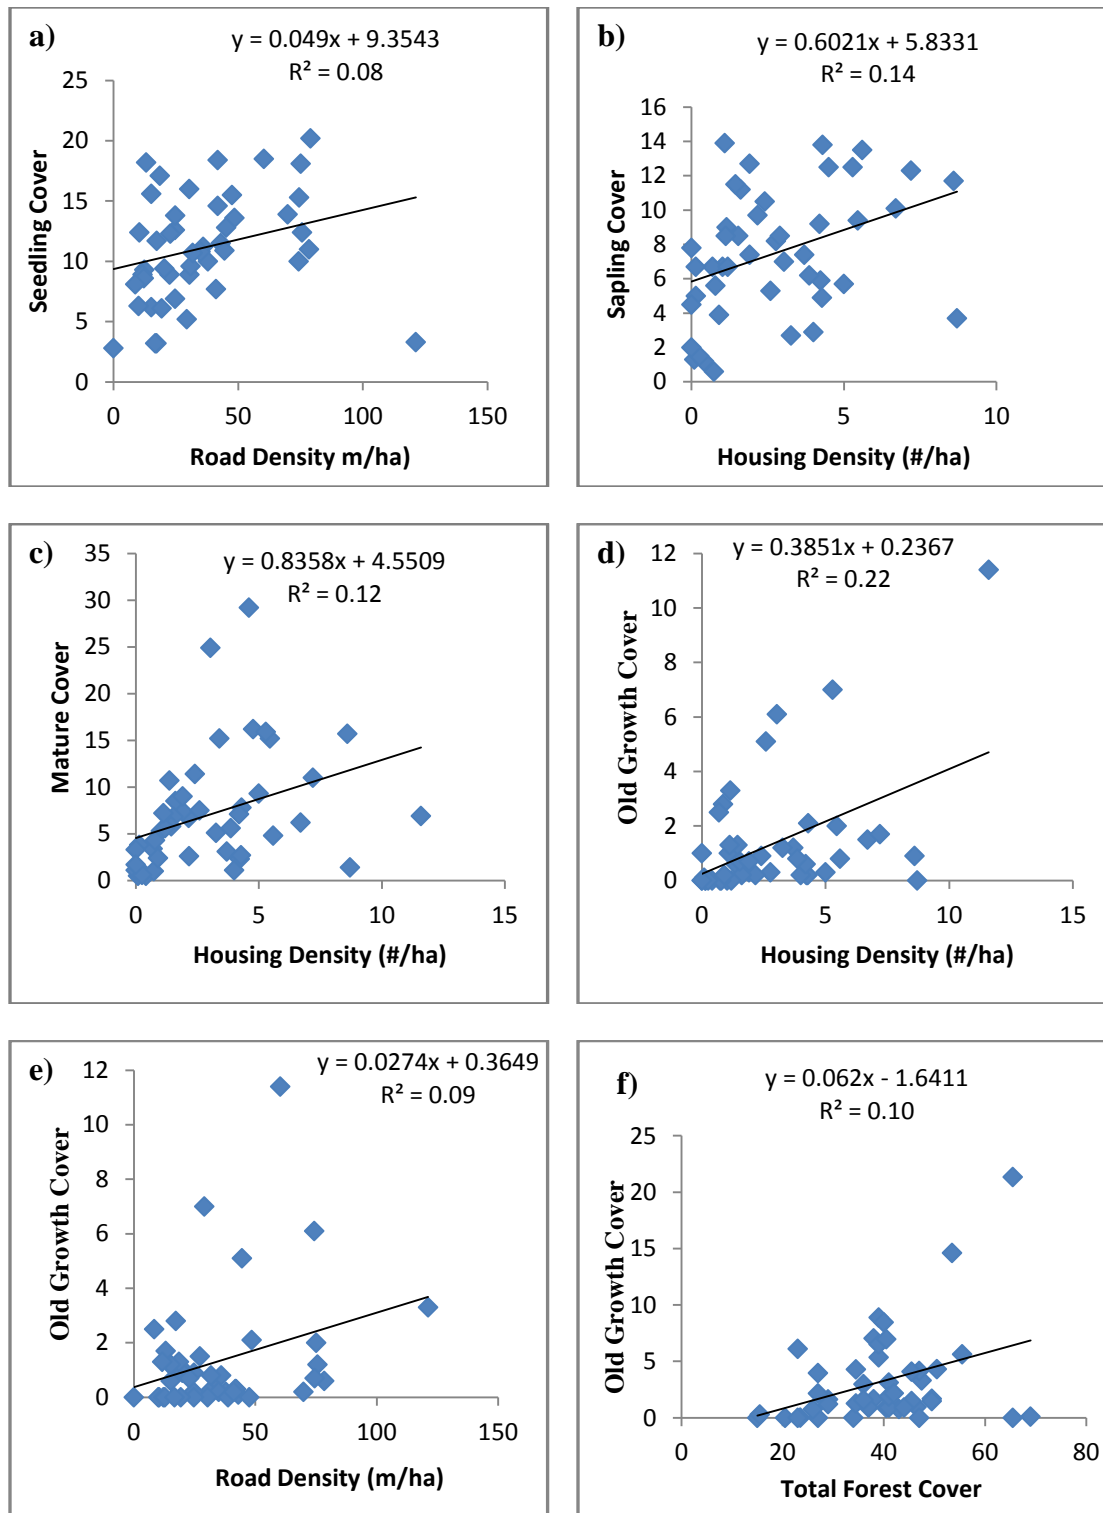 a)
y = 0.049x + 9.3543
R² = 0.08
25
20
15
10
5
0
0 50 100 150
Seedling Cover
Road Density m/ha)
b)
y = 0.6021x + 5.8331
R² = 0.14
16
14
12
10
8
6
4
2
0
0 5 10
Sapling Cover
Housing Density (#/ha)
c)
y = 0.8358x + 4.5509
R² = 0.12
35
30
25
20
15
10
5
0
0 5 10 15
Mature Cover
Housing Density (#/ha)
d)
y = 0.3851x + 0.2367
R² = 0.22
12
10
8
6
4
2
0
0 5 10 15
Old Growth Cover
Housing Density (#/ha)
e)
y = 0.0274x + 0.3649
R² = 0.09
12
10
8
6
4
2
0
0 50 100 150
Old Growth Cover
Road Density (m/ha)
f)
y = 0.062x - 1.6411
R² = 0.10
25
20
15
10
5
0
0 20 40 60 80
Old Growth Cover
Total Forest Cover